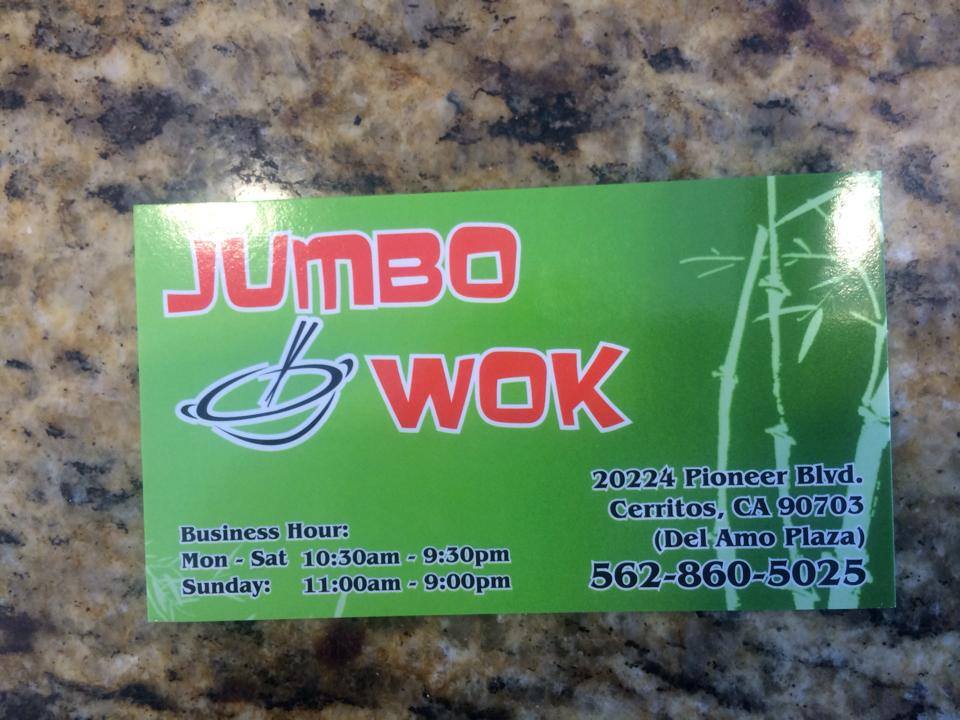 JUMBO
WOK
20224 Pioneer Blvd.
Cerritos, CA 90703
(Del Amo Plaza)
562-860-5025
Business Hour:
Mon - Sat 10:30am - 9:30pm
Sunday: 11:00am - 9:00pm